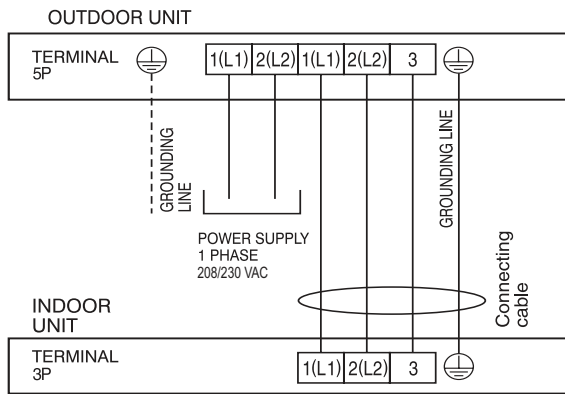 OUTDOOR UNIT
TERMINAL
5P
1(L1) 2(L2) 1(L1) 2(L2) 3
GROUNDING
LINE
GROUNDING LINE
POWER SUPPLY
1 PHASE
208/230 VAC
Connecting
cable
INDOOR
UNIT
TERMINAL
3P
1(L1) 2(L2) 3